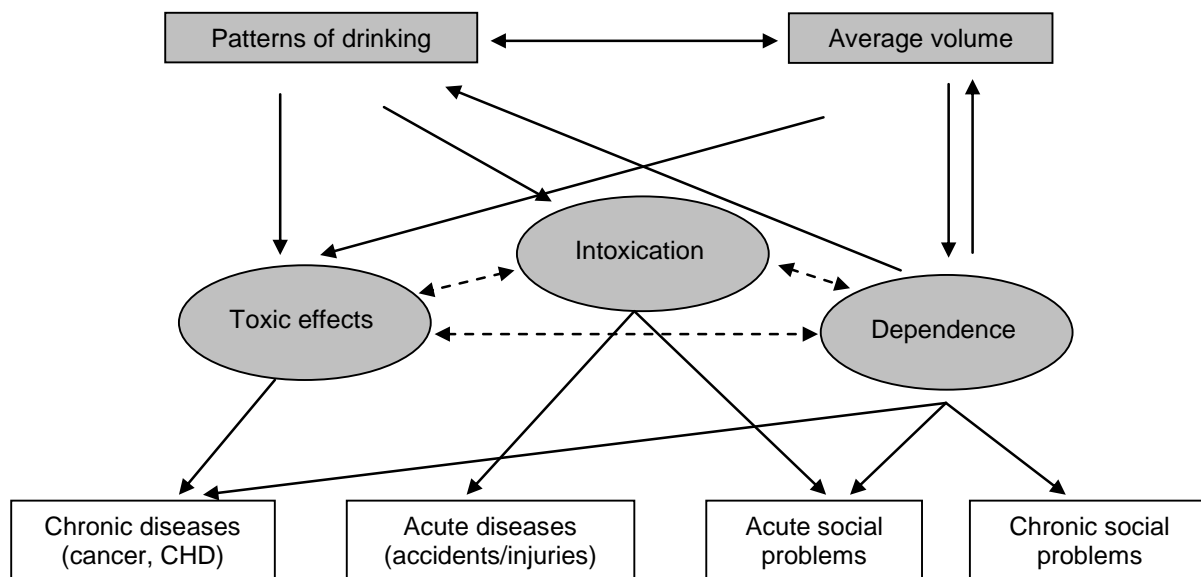 Patterns of drinking
Average volume
Intoxication
Toxic effects
Dependence
Chronic diseases
(cancer, CHD)
Acute diseases
(accidents/injuries)
Acute social
problems
Chronic social
problems